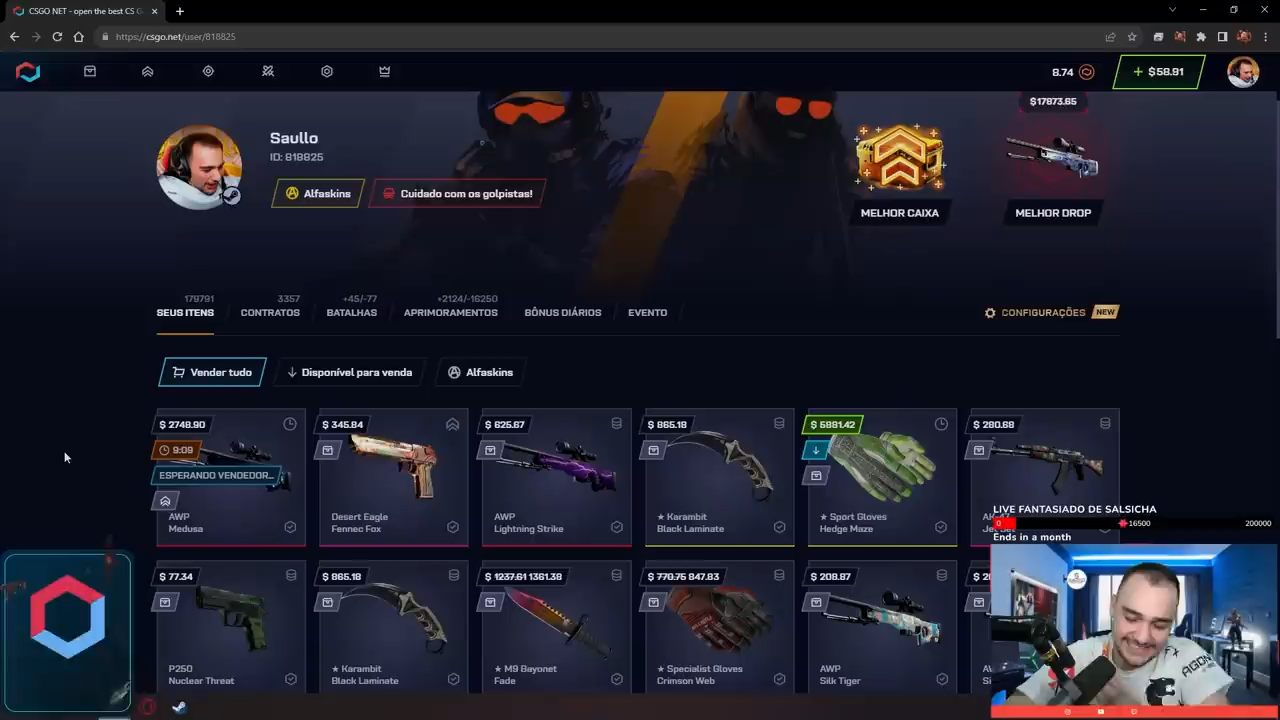 CSGO NET - open the best CS G
https://csgo.net/user/818825
8.74
+ $58.91
$17873.65
Saullo
ID: 818825
Alfaskins
Cuidado com os golpistas!
MELHOR CAIXA
MELHOR DROP
179791
3357
+45/-77
+2124/-16250
SEUS ITENS
CONTRATOS
BATALHAS
APRIMORAMENTOS
BÔNUS DIÁRIOS
EVENTO
CONFIGURAÇÕES
NEW
Vender tudo
Disponível para venda
Alfaskins
$ 2748.90
9:09
ESPERANDO VENDEDOR...
AWP
Medusa
$ 345.84
Desert Eagle
Fennec Fox
$ 625.67
AWP
Lightning Strike
$ 865.18
★ Karambit
Black Laminate
$ 5981.42
★ Sport Gloves
Hedge Maze
$ 280.68
LIVE FANTASIADO DE SALSICHA
0
16500
200000
Ends in a month
$ 77.34
P250
Nuclear Threat
$ 865.18
★ Karambit
Black Laminate
$ 1237.61 1361.38
★ M9 Bayonet
Fade
$ 770.75 847.83
★ Specialist Gloves
Crimson Web
$ 208.87
AWP
Silk Tiger